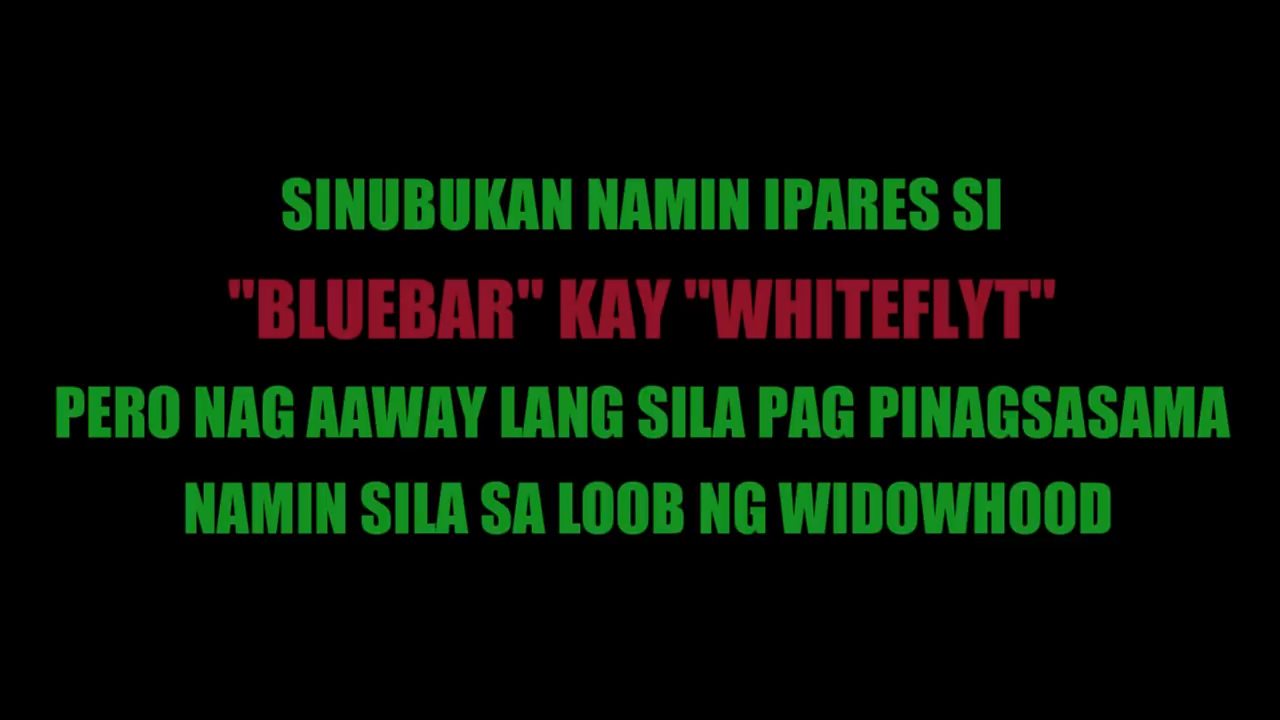 SINUBUKAN NAMIN IPARES SI
"BLUEBAR" KAY "WHITEFLYT"
PERO NAG AAWAY LANG SILA PAG PINAGSASAMA
NAMIN SILA SA LOOB NG WIDOWHOOD